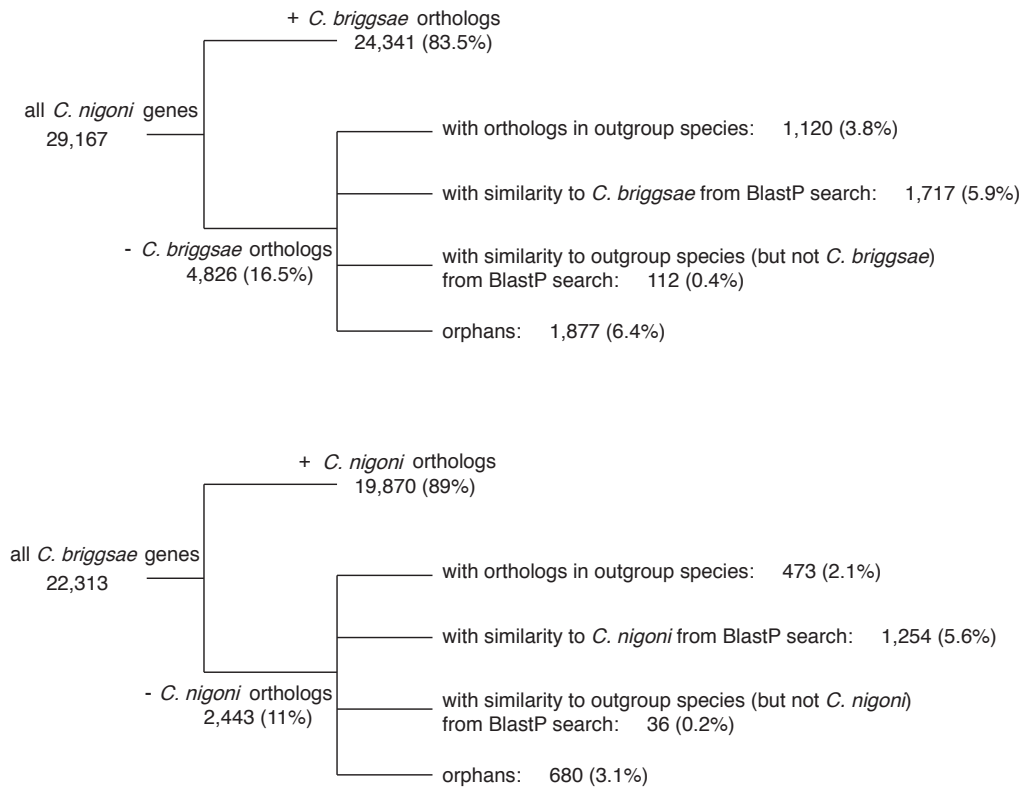 + C. briggsae orthologs
24,341 (83.5%)
all C. nigoni genes
29,167
with orthologs in outgroup species: 1,120 (3.8%)
with similarity to C. briggsae from BlastP search: 1,717 (5.9%)
- C. briggsae orthologs
4,826 (16.5%)
with similarity to outgroup species (but not C. briggsae)
from BlastP search: 112 (0.4%)
orphans: 1,877 (6.4%)
+ C. nigoni orthologs
19,870 (89%)
all C. briggsae genes
22,313
with orthologs in outgroup species: 473 (2.1%)
with similarity to C. nigoni from BlastP search: 1,254 (5.6%)
- C. nigoni orthologs
2,443 (11%)
with similarity to outgroup species (but not C. nigoni)
from BlastP search: 36 (0.2%)
orphans: 680 (3.1%)